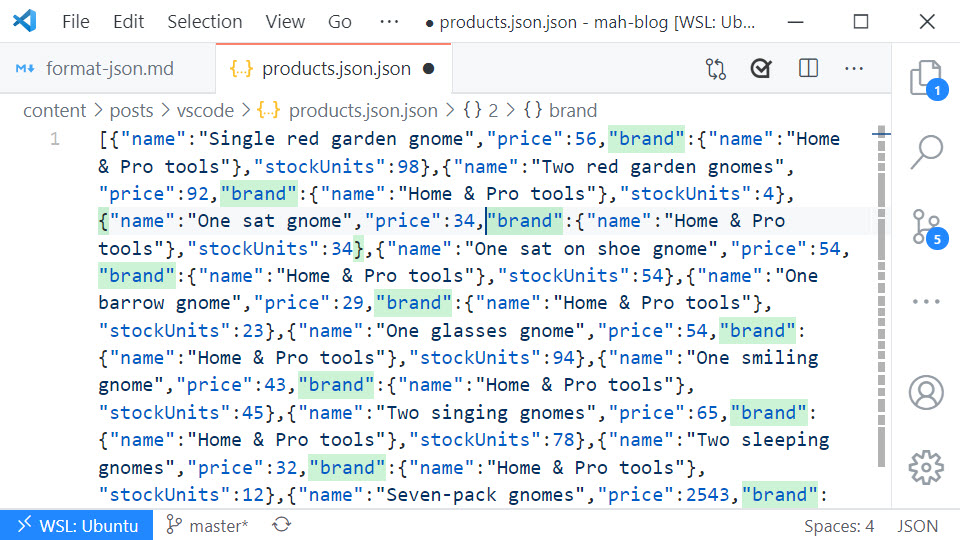 File Edit Selection View Go ··· ● products.json.json - mah-blog [WSL: Ubu...
format-json.md {..} products.json.json ●
content > posts > vscode > {..} products.json.json > {} 2 > {} brand
1 [{"name":"Single red garden gnome","price":56,"brand":{"name":"Home
& Pro tools"},"stockUnits":98},{"name":"Two red garden gnomes",
"price":92,"brand":{"name":"Home & Pro tools"},"stockUnits":4},
{"name":"One sat gnome","price":34,"brand":{"name":"Home & Pro
tools"},"stockUnits":34},{"name":"One sat on shoe gnome","price":54,
"brand":{"name":"Home & Pro tools"},"stockUnits":54},{"name":"One
barrow gnome","price":29,"brand":{"name":"Home & Pro tools"},
"stockUnits":23},{"name":"One glasses gnome","price":54,"brand":
{"name":"Home & Pro tools"},"stockUnits":94},{"name":"One smiling
gnome","price":43,"brand":{"name":"Home & Pro tools"},
"stockUnits":45},{"name":"Two singing gnomes","price":65,"brand":
{"name":"Home & Pro tools"},"stockUnits":78},{"name":"Two sleeping
gnomes","price":32,"brand":{"name":"Home & Pro tools"},
"stockUnits":12},{"name":"Seven-pack gnomes","price":2543,"brand":
1
5
WSL: Ubuntu master* Spaces: 4 JSON